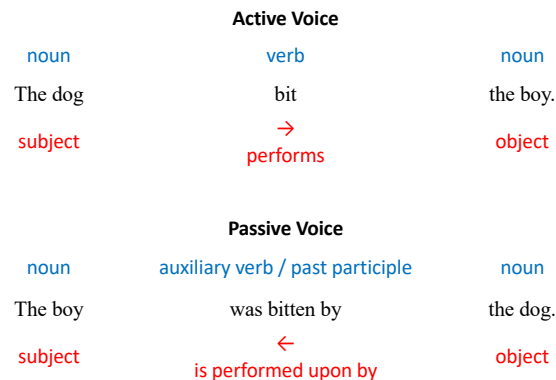 Active Voice
noun verb noun
The dog bit the boy.
subject → object
performs
Passive Voice
noun auxiliary verb / past participle noun
The boy was bitten by the dog.
subject ← object
is performed upon by